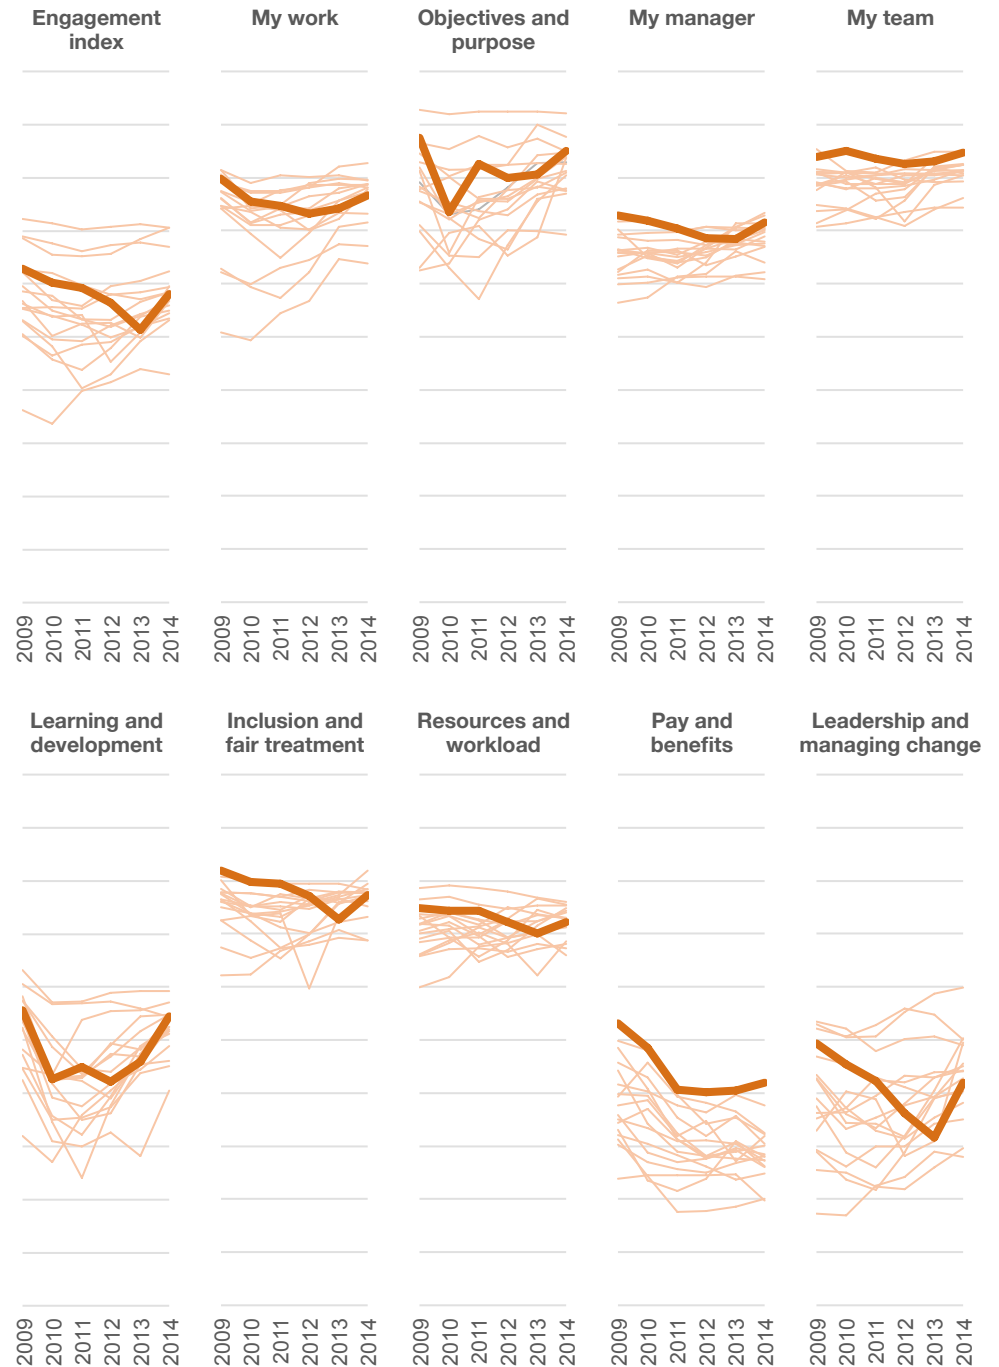 Engagement
index
My work
Objectives and
purpose
My manager
My team
2009 2010 2011 2012 2013 2014
2009 2010 2011 2012 2013 2014
2009 2010 2011 2012 2013 2014
2009 2010 2011 2012 2013 2014
2009 2010 2011 2012 2013 2014
Learning and
development
Inclusion and
fair treatment
Resources and
workload
Pay and
benefits
Leadership and
managing change
2009 2010 2011 2012 2013 2014
2009 2010 2011 2012 2013 2014
2009 2010 2011 2012 2013 2014
2009 2010 2011 2012 2013 2014
2009 2010 2011 2012 2013 2014